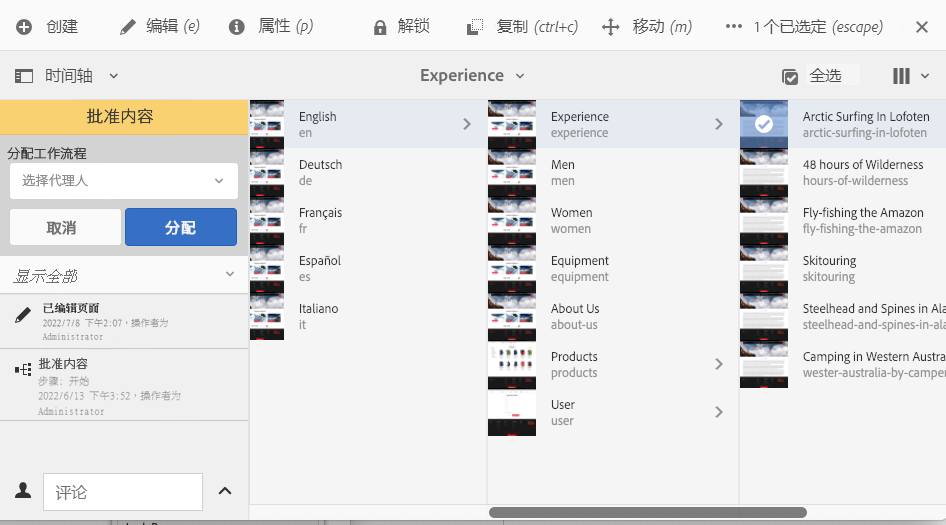 创建
编辑 (e)
属性 (p)
解锁
复制 (ctrl+c)
移动 (m)
1 个已选定 (escape)
时间轴
Experience
全选
批准内容
分配工作流程
选择代理人
取消
分配
显示全部
已编辑页面
2022/7/8 下午2:07，操作者为
Administrator
批准内容
步骤：开始
2022/6/13 下午3:52，操作者为
Administrator
评论
English
en
Deutsch
de
Français
fr
Español
es
Italiano
it
Experience
experience
Men
men
Women
women
Equipment
equipment
About Us
about-us
Products
products
User
user
Arctic Surfing In Lofoten
arctic-surfing-in-lofoten
48 hours of Wilderness
hours-of-wilderness
Fly-fishing the Amazon
fly-fishing-the-amazon
Skitouring
skitouring
Steelhead and Spines in Ala
steelhead-and-spines-in-ala
Camping in Western Austra
wester-australia-by-camper